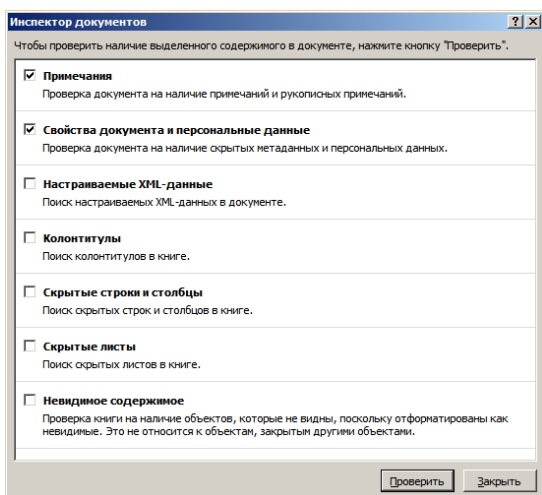 Инспектор документов
Чтобы проверить наличие выделенного содержимого в документе, нажмите кнопку "Проверить".
Примечания
Проверка документа на наличие примечаний и рукописных примечаний.
Свойства документа и персональные данные
Проверка документа на наличие скрытых метаданных и персональных данных.
Настраиваемые XML-данные
Поиск настраиваемых XML-данных в документе.
Колонтитулы
Поиск колонтитулов в книге.
Скрытые строки и столбцы
Поиск скрытых строк и столбцов в книге.
Скрытые листы
Поиск скрытых листов в книге.
Невидимое содержимое
Проверка книги на наличие объектов, которые не видны, поскольку отформатированы как
невидимые. Это не относится к объектам, закрытым другими объектами.
Проверить Закрыть